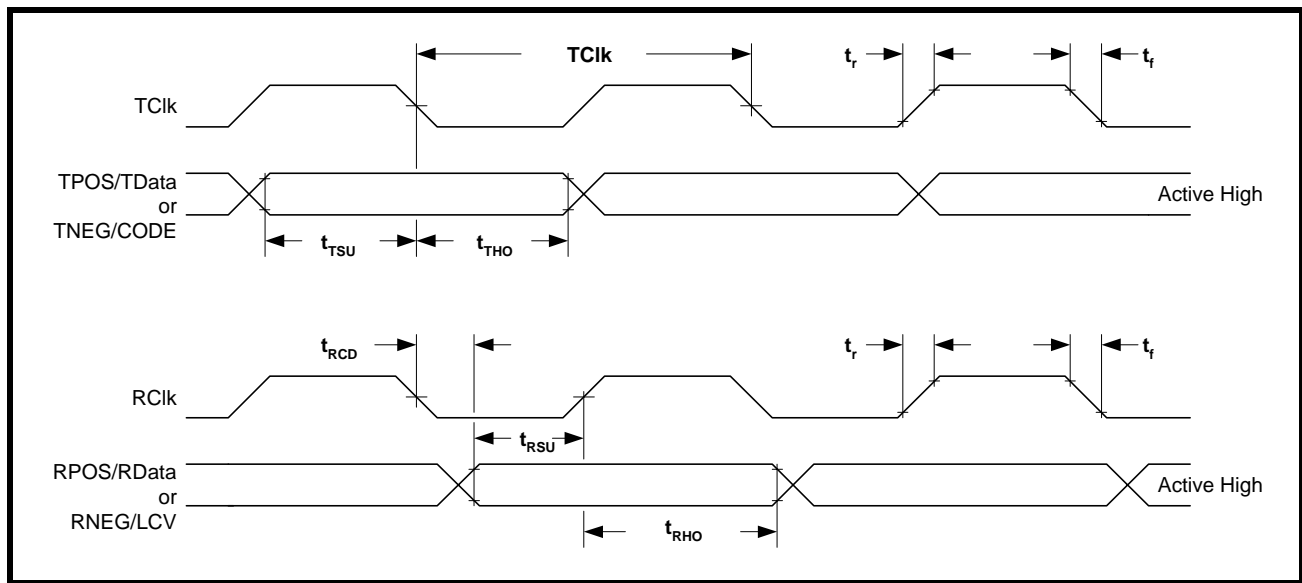 TClk
tr
tf
TClk
TPOS/TData
or
TNEG/CODE
Active High
tTSU
tTHO
tRCD
tr
tf
RClk
tRSU
RPOS/RData
or
RNEG/LCV
Active High
tRHO